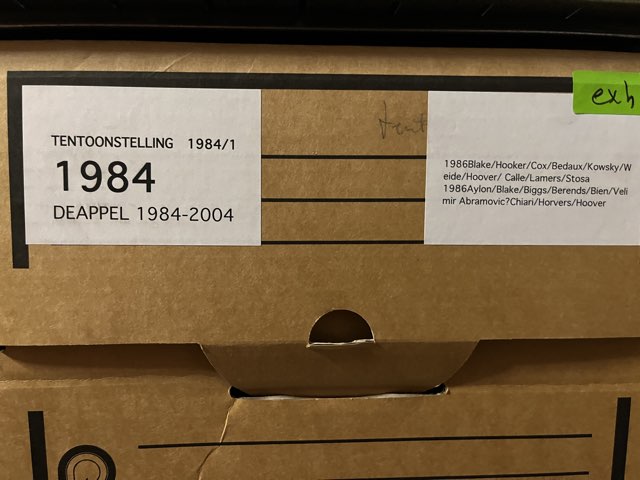 TENTOONSTELLING 1984/1
1984
DEAPPEL 1984-2004
tent
exh
1986Blake/Hooker/Cox/Bedaux/Kowsky/W
eide/Hoover/ Calle/Lamers/Stosa
1986Aylon/Blake/Biggs/Berends/Bien/Veli
mir Abramovic?Chiari/Horvers/Hoover